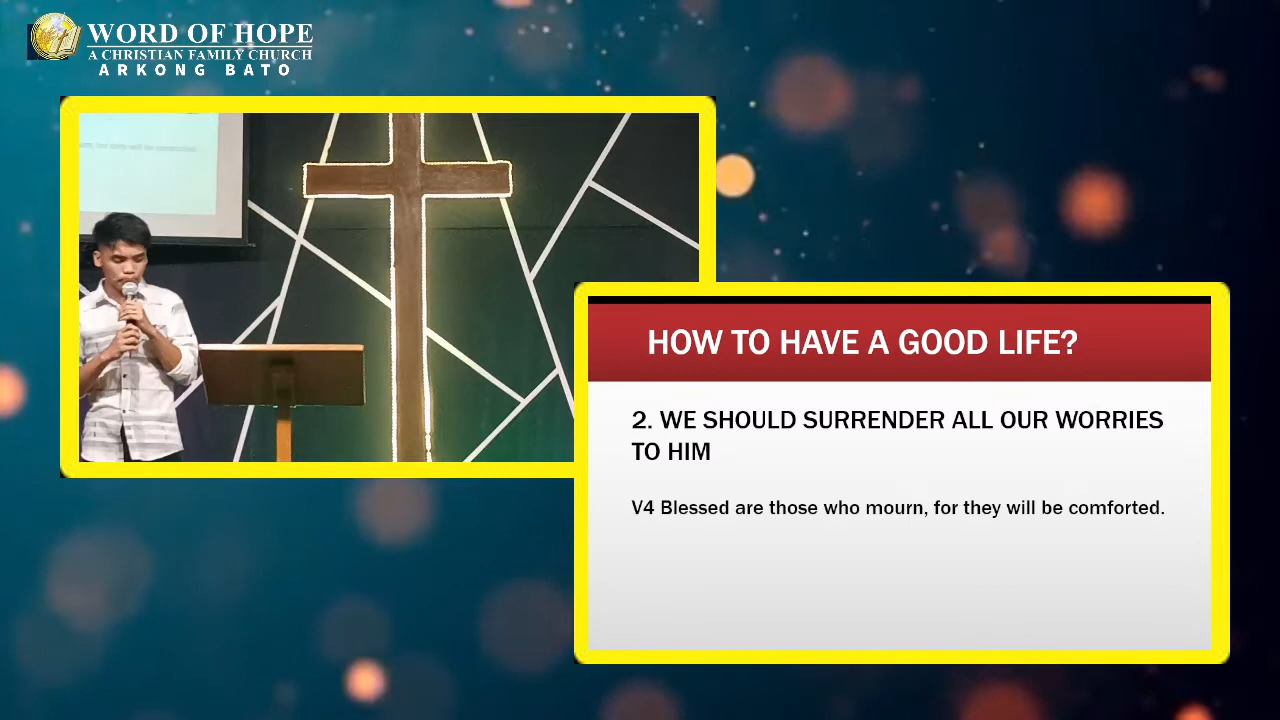 WORD OF HOPE
A CHRISTIAN FAMILY CHURCH
ARKONG BATO
HOW TO HAVE A GOOD LIFE?
2. WE SHOULD SURRENDER ALL OUR WORRIES
TO HIM
V4 Blessed are those who mourn, for they will be comforted.